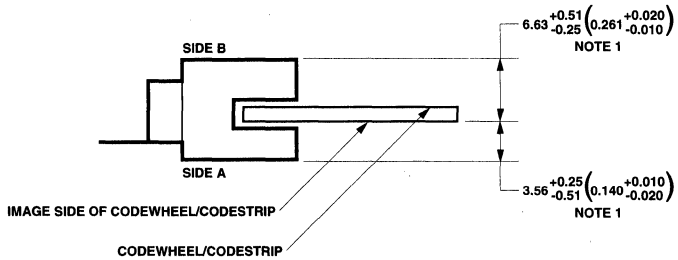 6.63 +0.51 -0.25 (0.261 +0.020 -0.010)
NOTE 1
SIDE B
SIDE A
3.56 +0.25 -0.51 (0.140 +0.010 -0.020)
NOTE 1
IMAGE SIDE OF CODEWHEEL/CODESTRIP
CODEWHEEL/CODESTRIP